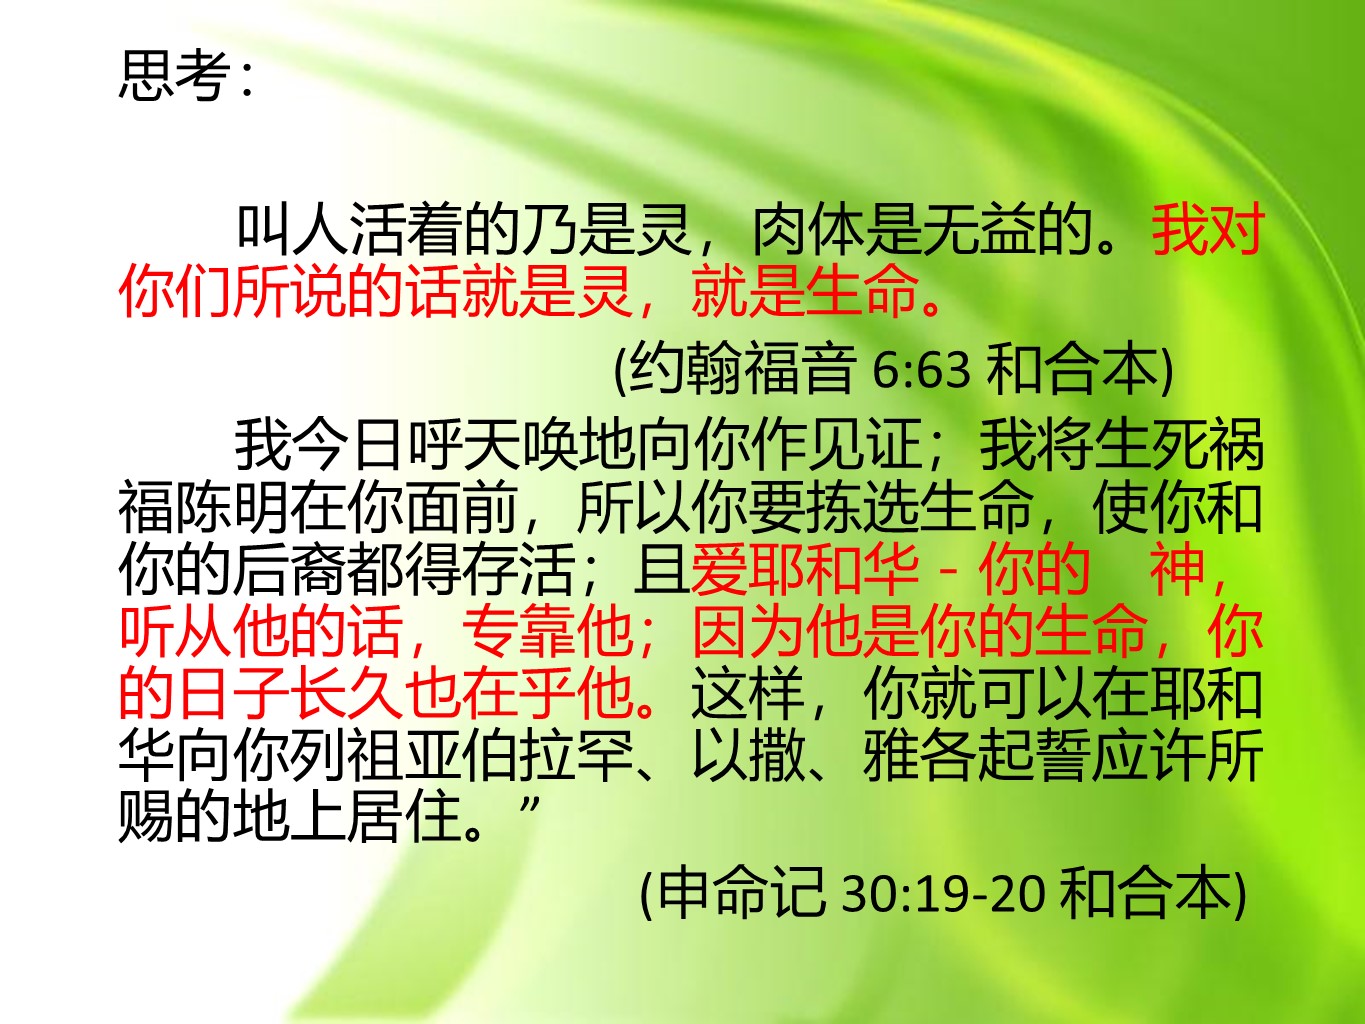 思考：
叫人活着的乃是灵，肉体是无益的。我对
你们所说的话就是灵，就是生命。
(约翰福音 6:63 和合本)
我今日呼天唤地向你作见证；我将生死祸
福陈明在你面前，所以你要拣选生命，使你和
你的后裔都得存活；且爱耶和华－你的　神，
听从他的话，专靠他；因为他是你的生命，你
的日子长久也在乎他。这样，你就可以在耶和
华向你列祖亚伯拉罕、以撒、雅各起誓应许所
赐的地上居住。”
(申命记 30:19-20 和合本)